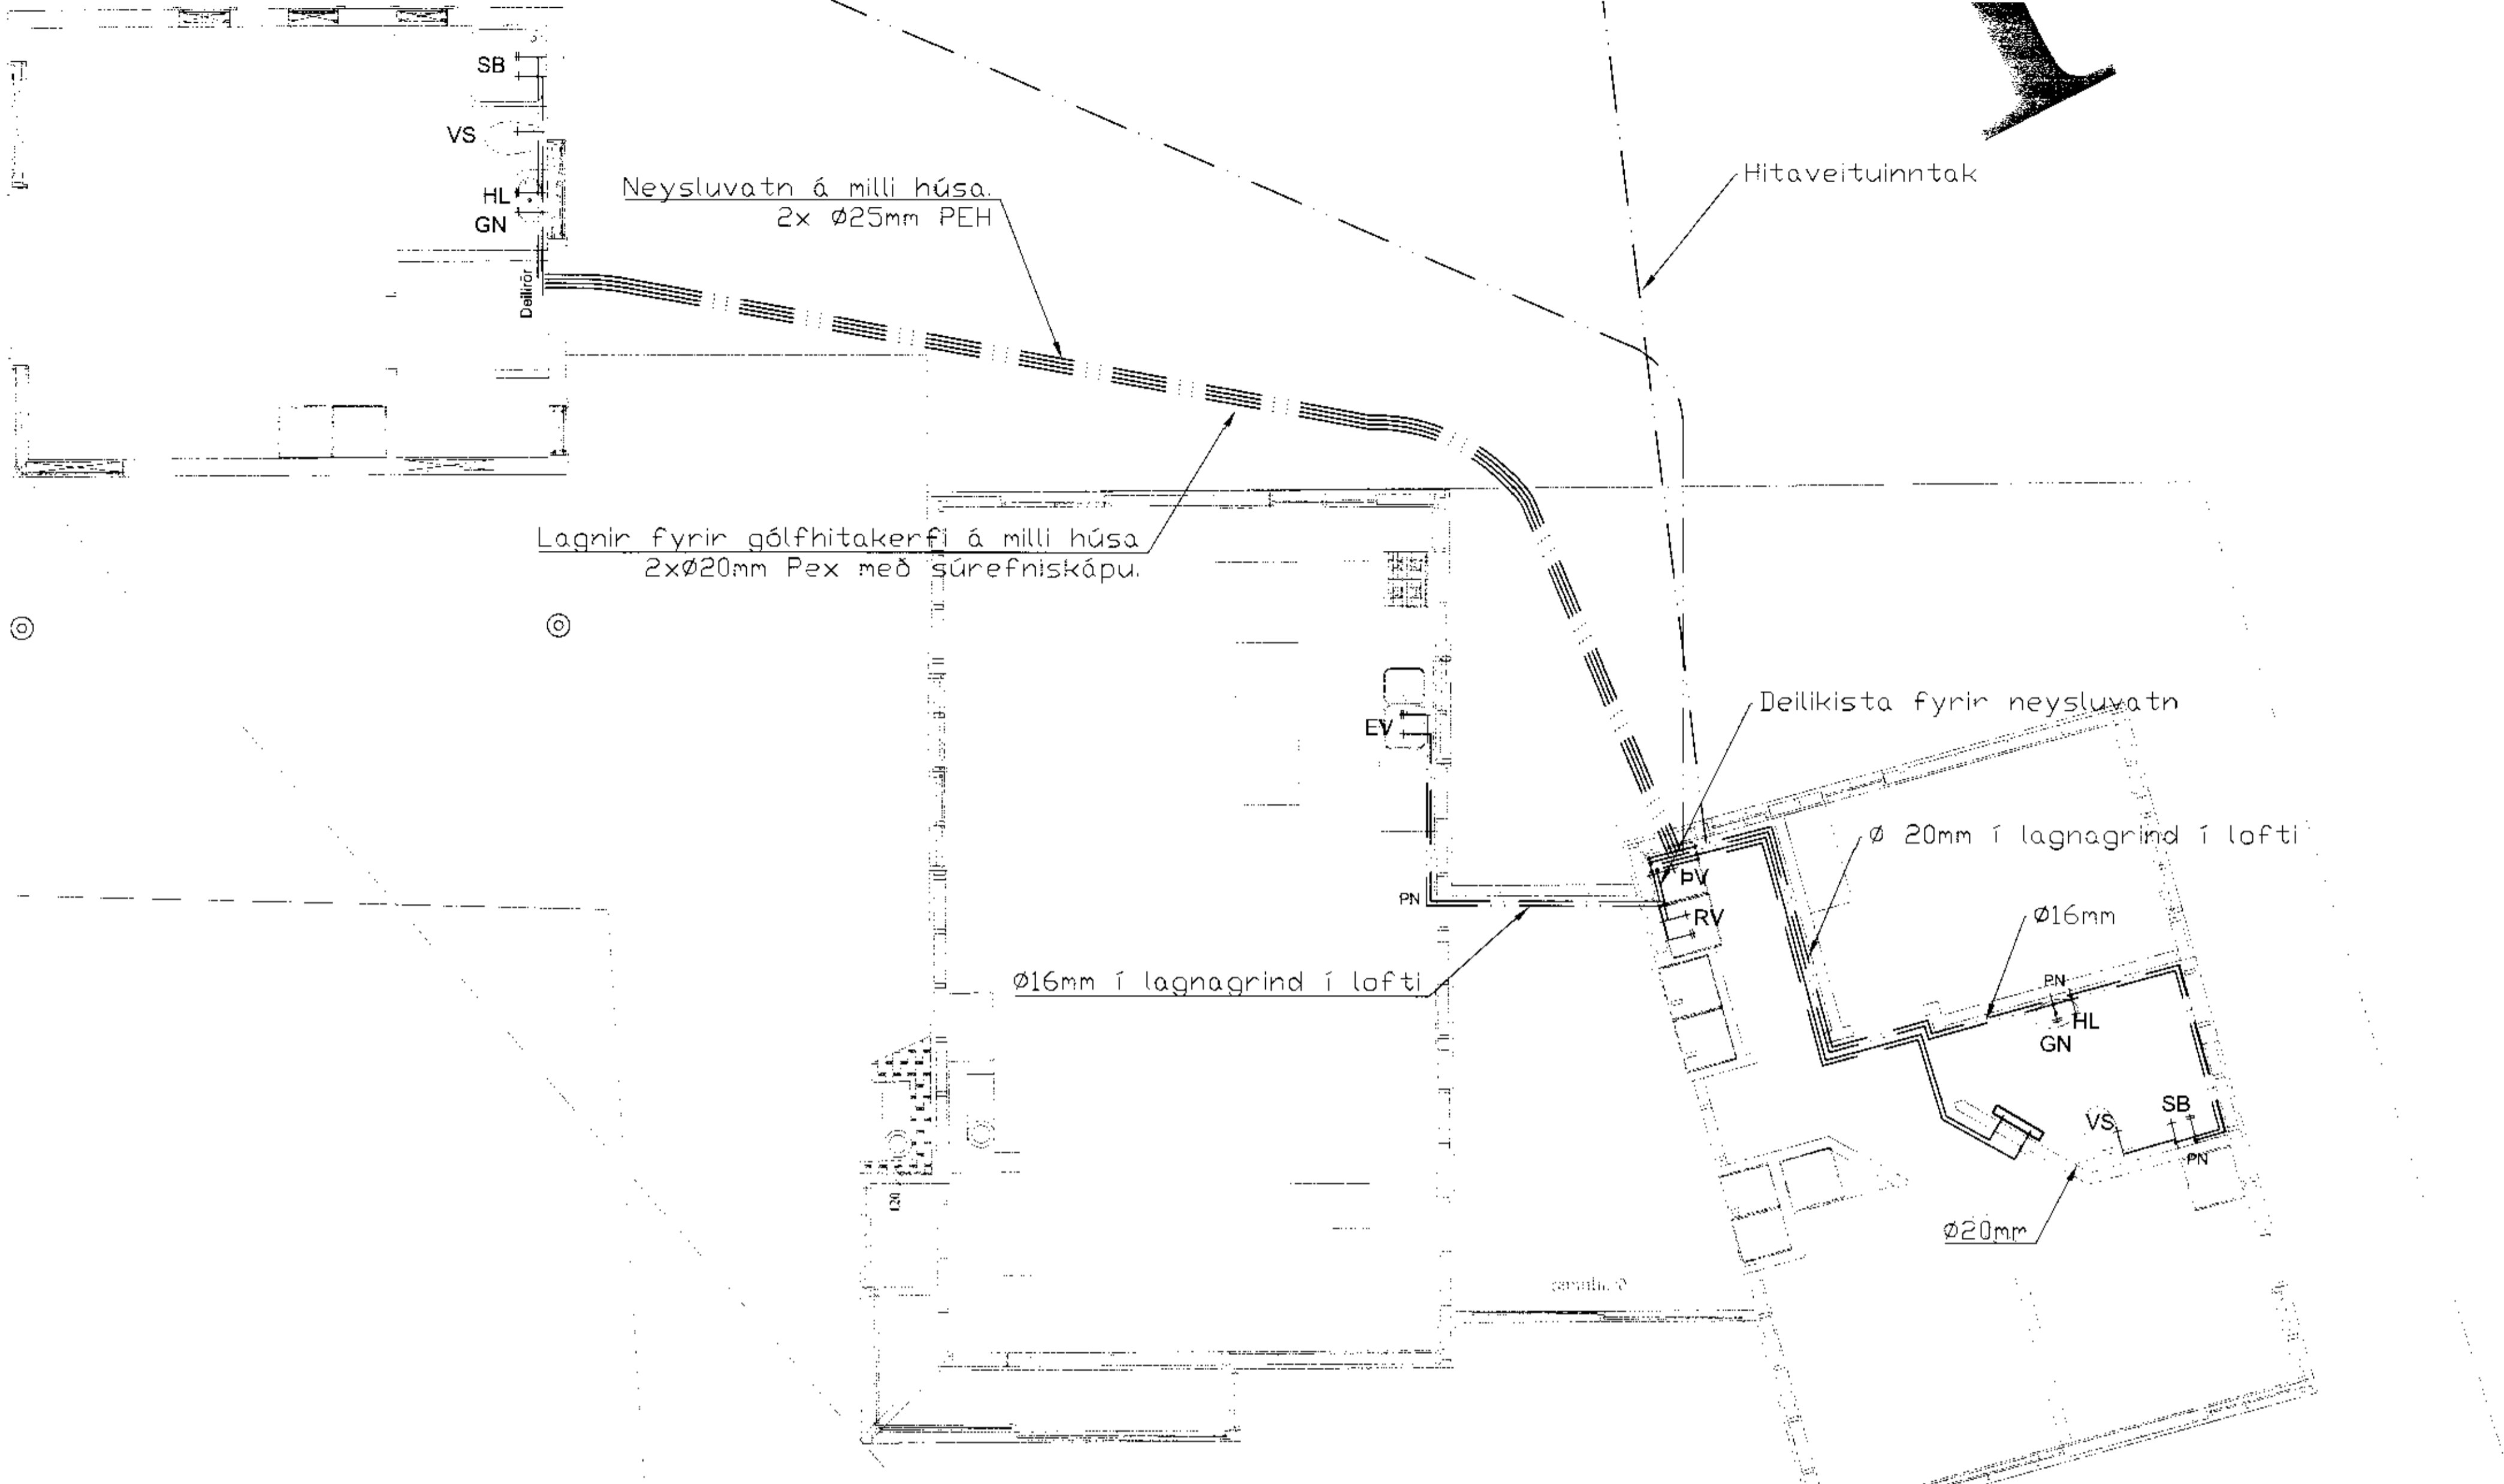 SB
VS
HL
GN
Deilirör
Neysluvatn á milli húsa.
2x Ø25mm PEH
Hitaveituinntak
Lagnir fyrir gólfhitakerfi á milli húsa
2xØ20mm Pex með súrefniskápu.
EV
PN
Deilikista fyrir neysluvatn
Ø 20mm í lagnagrind í lofti
ÞV
RV
Ø16mm
Ø16mm í lagnagrind í lofti
PN
HL
GN
VS
SB
PN
Ø20mm